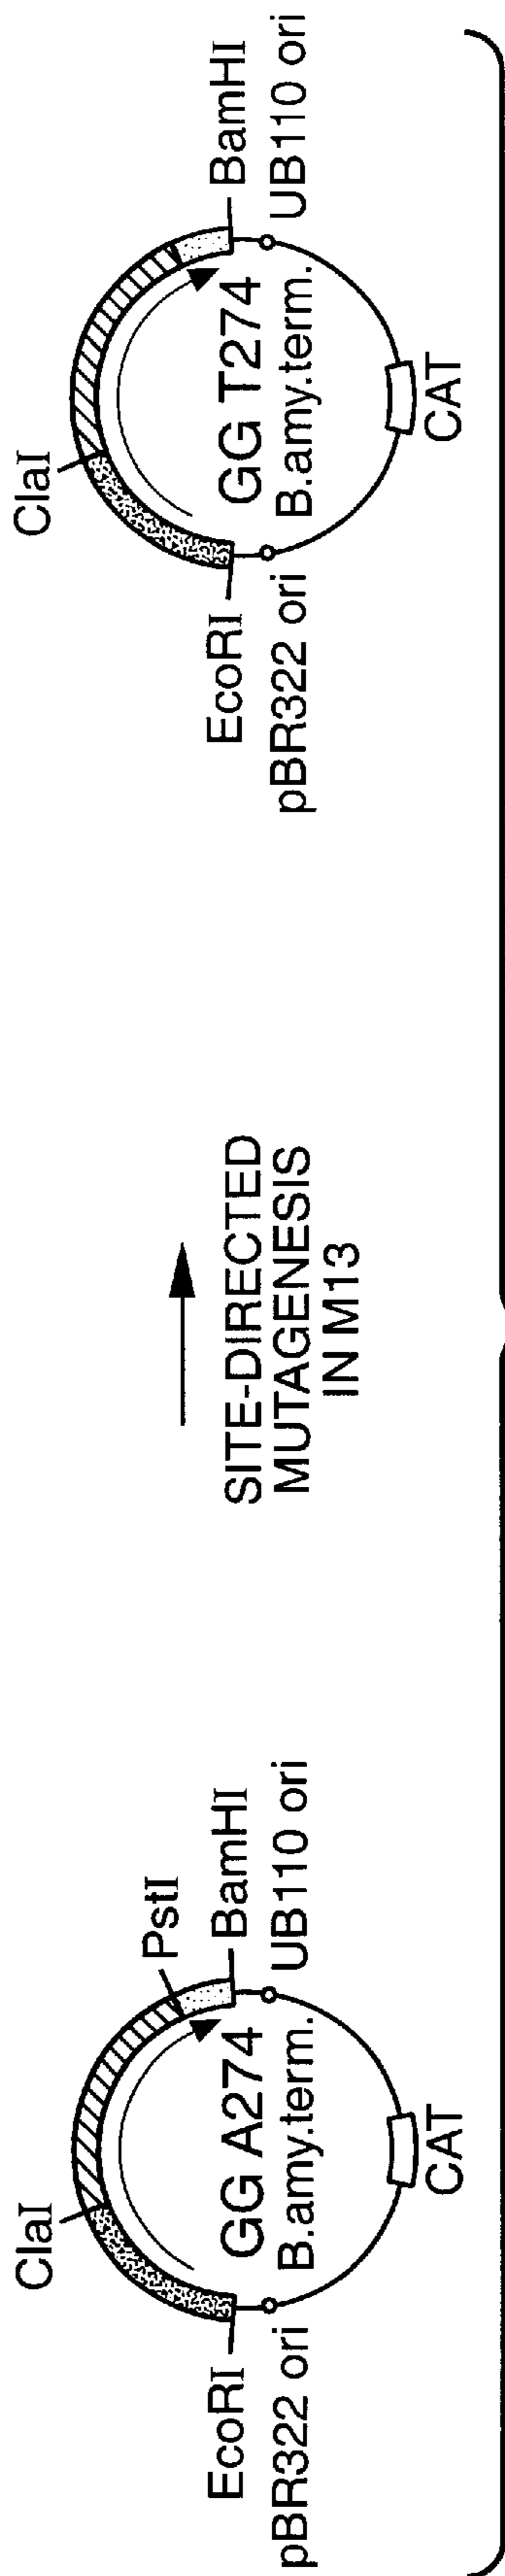 ClaI
PstI
EcoRI
BamHI
pBR322 ori
UB110 ori
GG A274
B.amy.term.
CAT
SITE-DIRECTED
MUTAGENESIS
IN M13
ClaI
EcoRI
BamHI
pBR322 ori
UB110 ori
GG T274
B.amy.term.
CAT